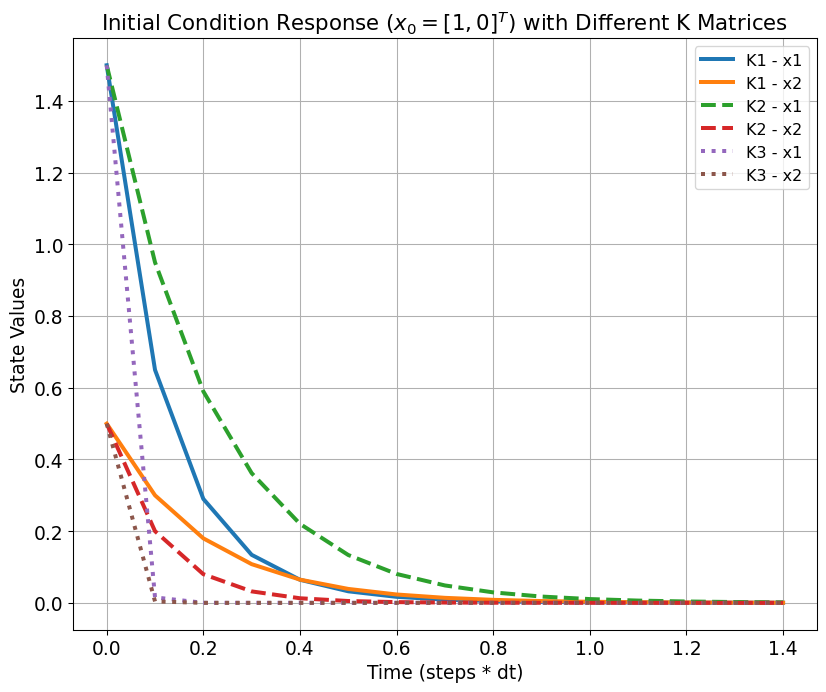 Initial Condition Response (x₀ = [1, 0]ᵀ) with Different K Matrices
State Values
1.4
1.2
1.0
0.8
0.6
0.4
0.2
0.0
K1 - x1
K1 - x2
K2 - x1
K2 - x2
K3 - x1
K3 - x2
0.0 0.2 0.4 0.6 0.8 1.0 1.2 1.4
Time (steps * dt)